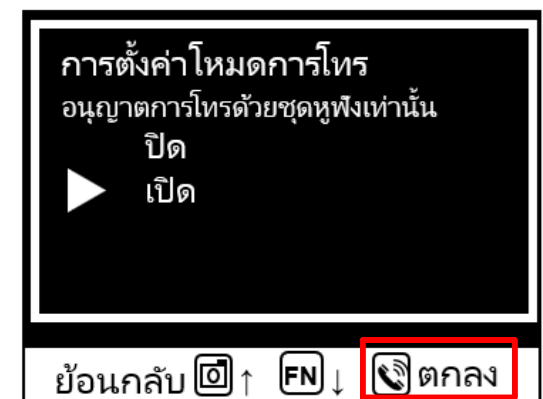 การตั้งค่าโหมดการโทร
อนุญาตการโทรด้วยชุดหูฟังเท่านั้น
ปิด
เปิด
ย้อนกลับ ↑ FN ↓ ตกลง